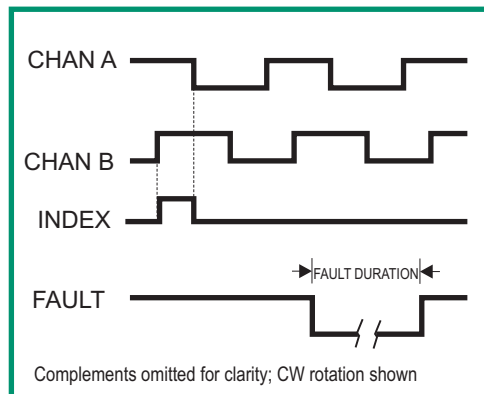 CHAN A
CHAN B
INDEX
FAULT DURATION
FAULT
Complements omitted for clarity; CW rotation shown